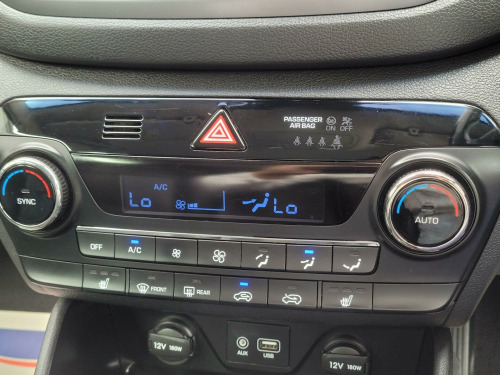 PASSENGER
AIR BAG
ON OFF
A/C
Lo
Lo
SYNC
AUTO
OFF
A/C
FRONT
REAR
12V 180W
AUX
USB
12V 180W